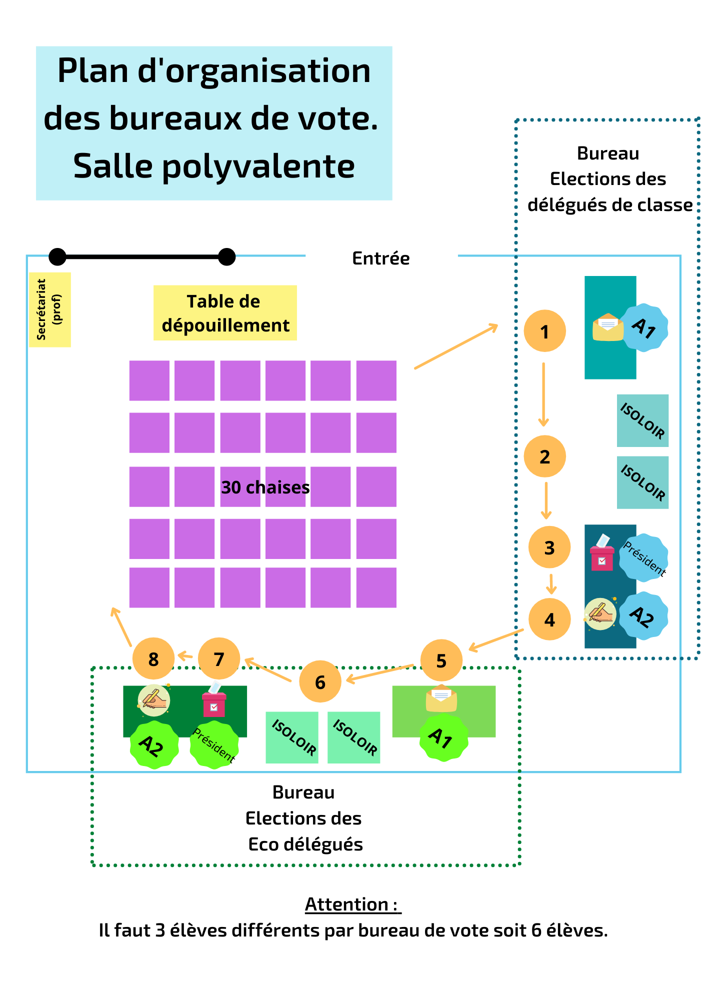 Plan d'organisation
des bureaux de vote.
Salle polyvalente
Bureau
Elections des
délégués de classe
Entrée
Secrétariat
(prof)
Table de
dépouillement
30 chaises
1
A1
ISOLOIR
2
ISOLOIR
3
Président
4
A2
5
A1
6
ISOLOIR
ISOLOIR
7
Président
8
A2
Bureau
Elections des
Eco délégués
Attention :
Il faut 3 élèves différents par bureau de vote soit 6 élèves.